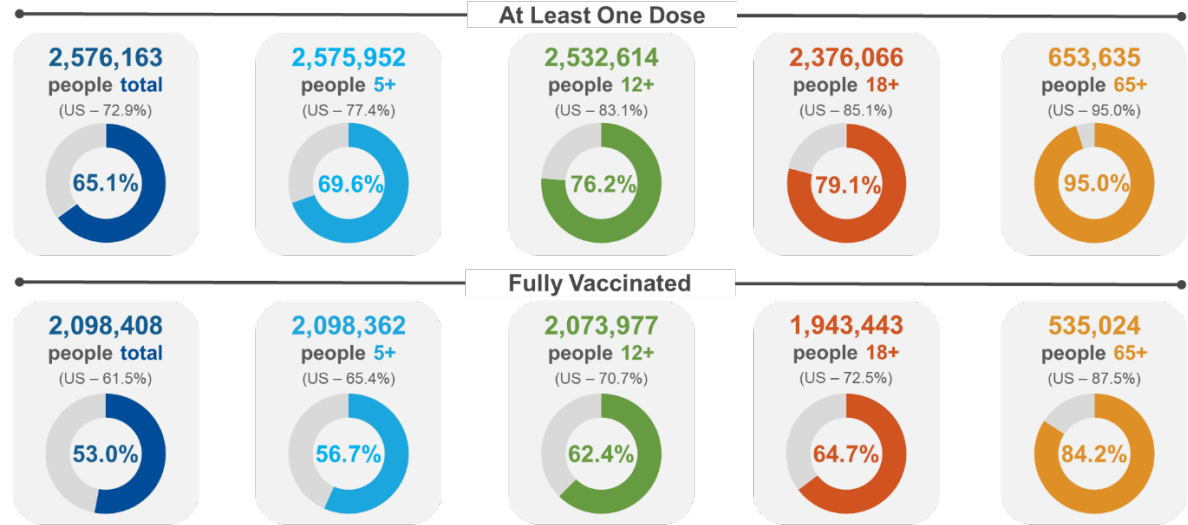 At Least One Dose
2,576,163
people total
(US – 72.9%)
65.1%
2,575,952
people 5+
(US – 77.4%)
69.6%
2,532,614
people 12+
(US – 83.1%)
76.2%
2,376,066
people 18+
(US – 85.1%)
79.1%
653,635
people 65+
(US – 95.0%)
95.0%
Fully Vaccinated
2,098,408
people total
(US – 61.5%)
53.0%
2,098,362
people 5+
(US – 65.4%)
56.7%
2,073,977
people 12+
(US – 70.7%)
62.4%
1,943,443
people 18+
(US – 72.5%)
64.7%
535,024
people 65+
(US – 87.5%)
84.2%